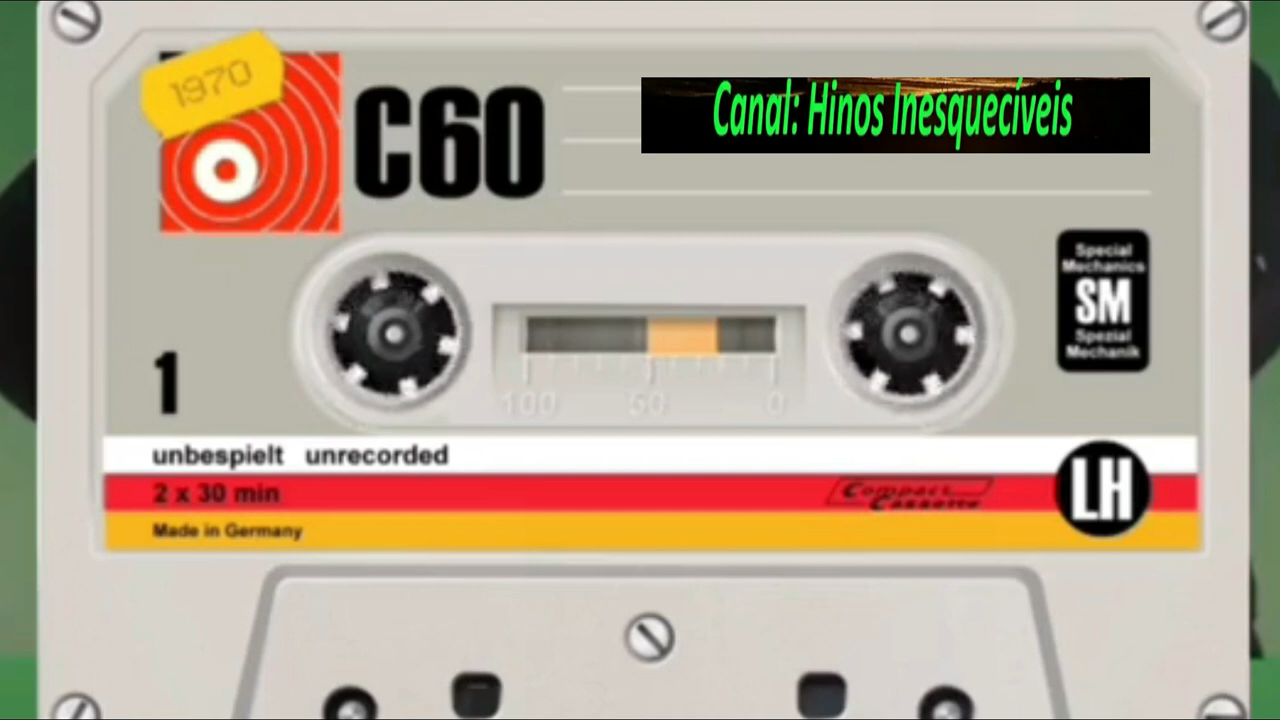 1970
C60
Canal: Hinos Inesquecíveis
Special
Mechanics
SM
Spezial
Mechanik
100 50 0
1
unbespielt unrecorded
2 x 30 min
Compact
Cassette
LH
Made in Germany